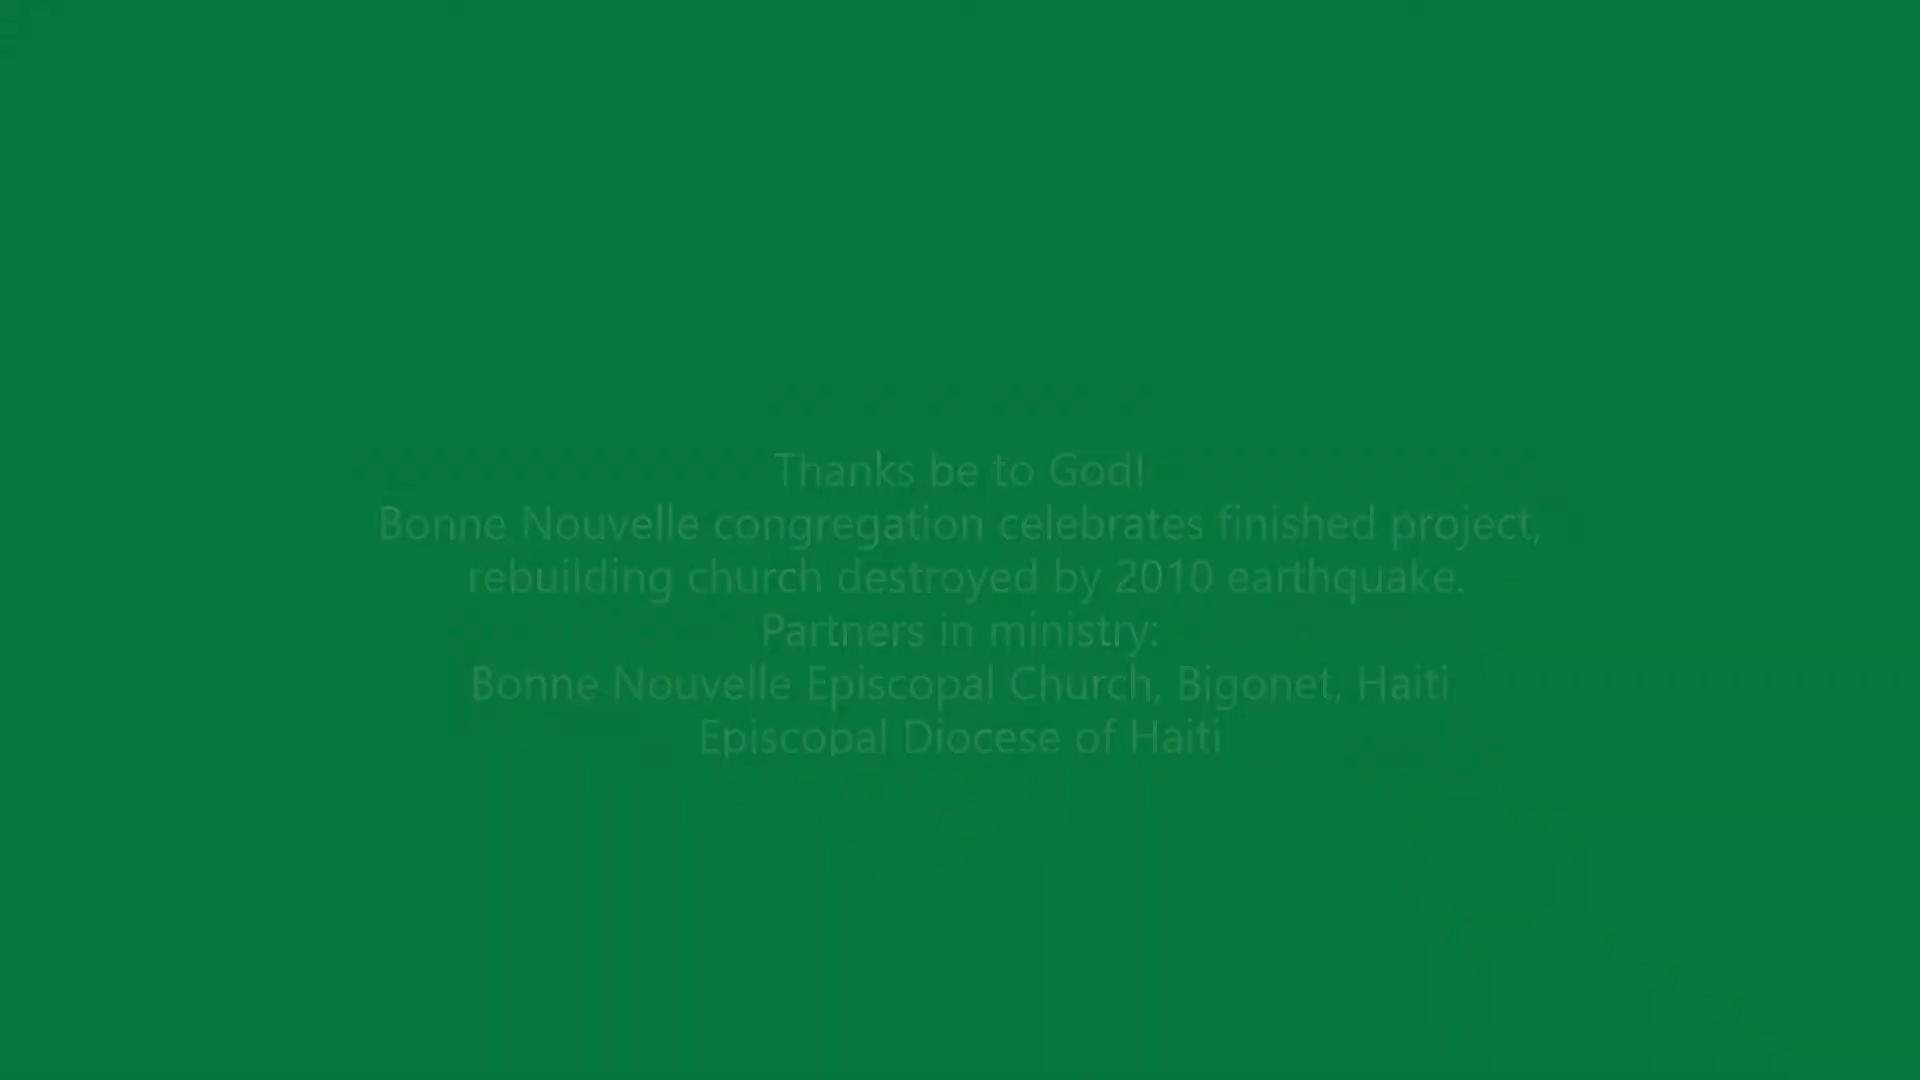 Thanks be to God!
Bonne Nouvelle congregation celebrates finished project,
rebuilding church destroyed by 2010 earthquake.
Partners in ministry:
Bonne Nouvelle Episcopal Church, Bigonet, Haiti
Episcopal Diocese of Haiti